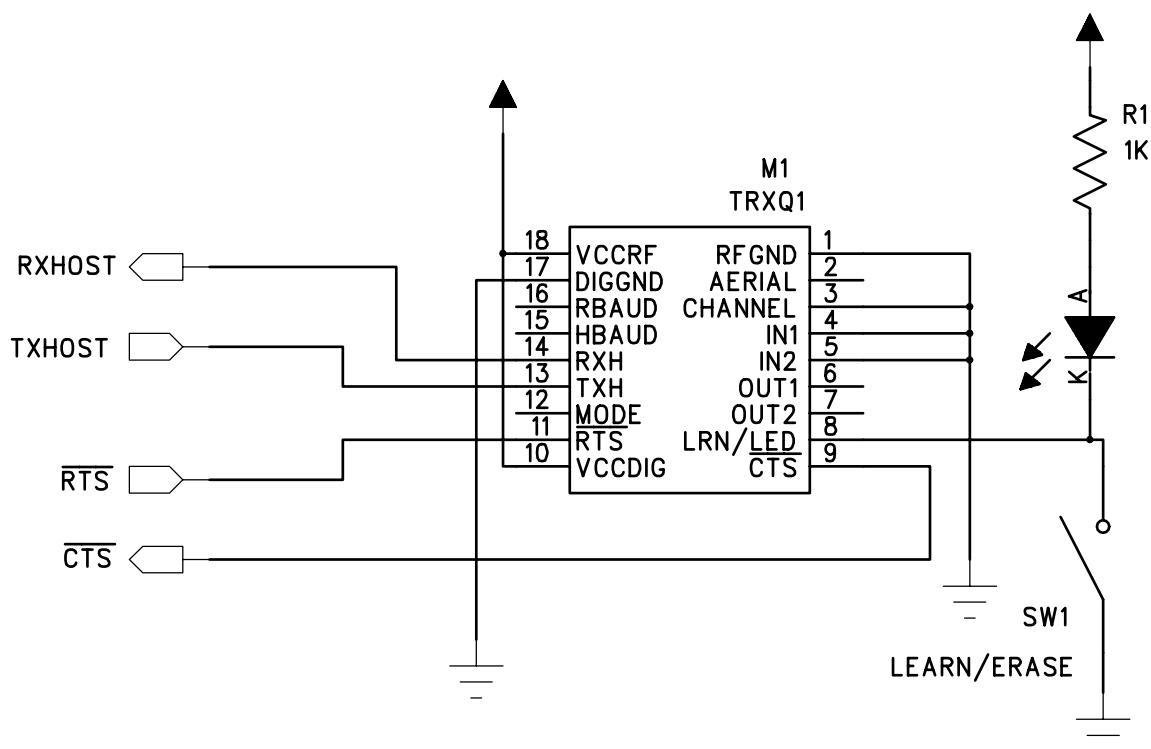 R1
1K
M1
TRXQ1
RXHOST
TXHOST
RTS
CTS
18 VCCRF
17 DIGGND
16 RBAUD
15 HBAUD
14 RXH
13 TXH
12 MODE
11 RTS
10 VCCDIG
RFGND 1
AERIAL 2
CHANNEL 3
IN1 4
IN2 5
OUT1 6
OUT2 7
LRN/LED 8
CTS 9
A
K
SW1
LEARN/ERASE